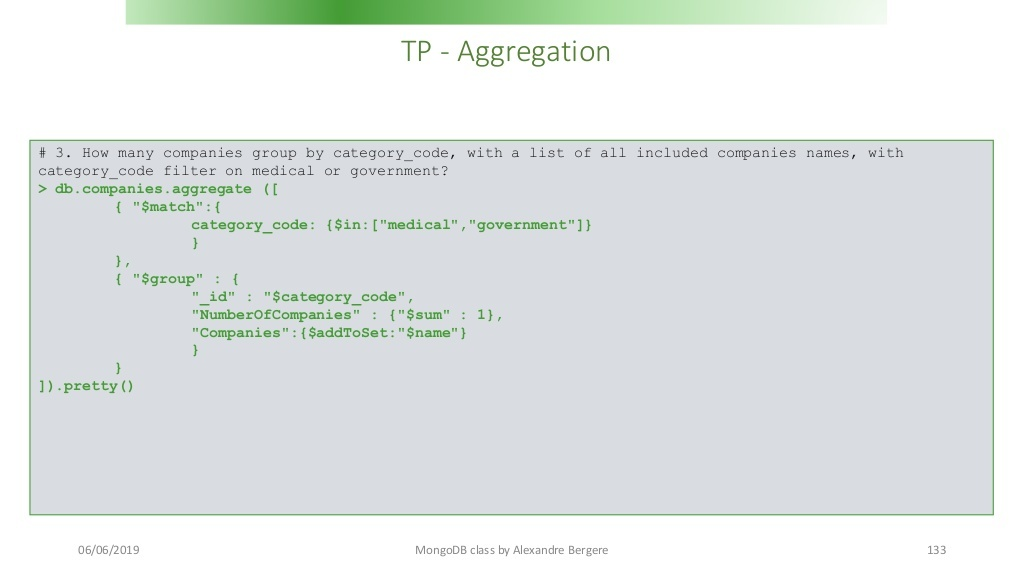 TP - Aggregation
# 3. How many companies group by category_code, with a list of all included companies names, with
category_code filter on medical or government?
> db.companies.aggregate ([
{ "$match":{
category_code: {$in:["medical","government"]}
}
},
{ "$group" : {
"_id" : "$category_code",
"NumberOfCompanies" : {"$sum" : 1},
"Companies":{$addToSet:"$name"}
}
}
]).pretty()
06/06/2019
MongoDB class by Alexandre Bergere
133